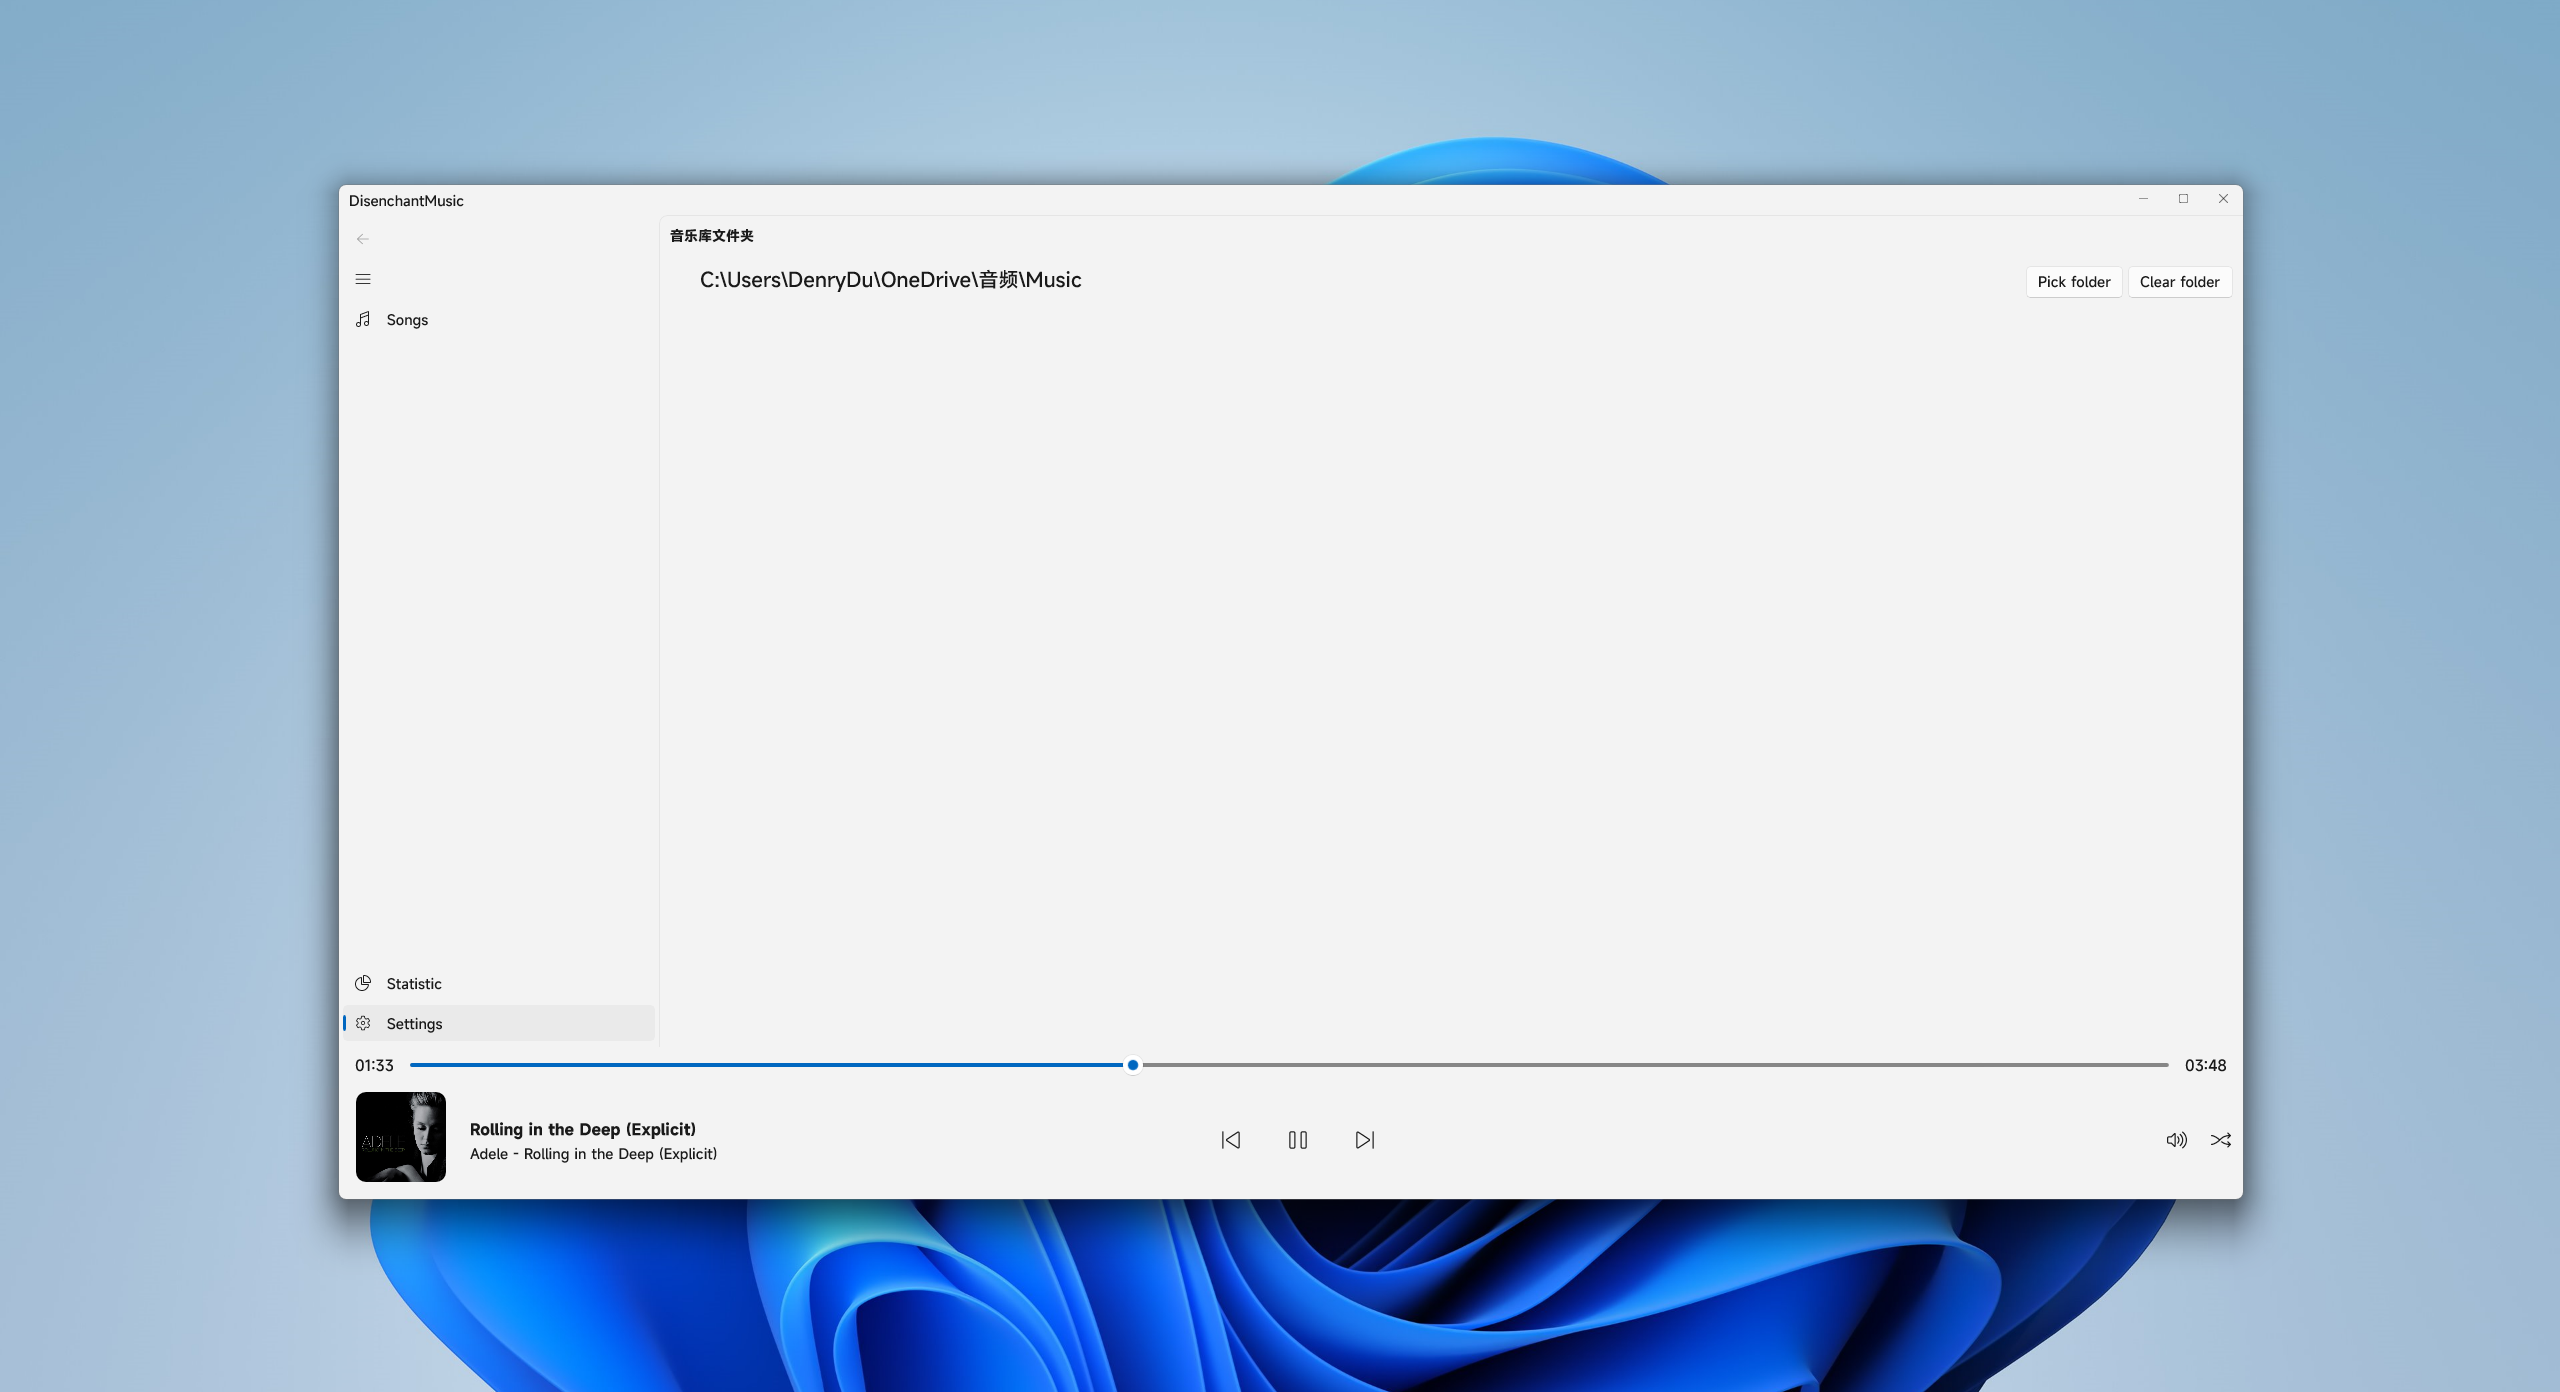 DisenchantMusic
音乐库文件夹
C:\Users\DenryDu\OneDrive\音频\Music
Pick folder
Clear folder
Songs
Statistic
Settings
01:33
03:48
ADELE
Rolling in the Deep (Explicit)
Adele - Rolling in the Deep (Explicit)